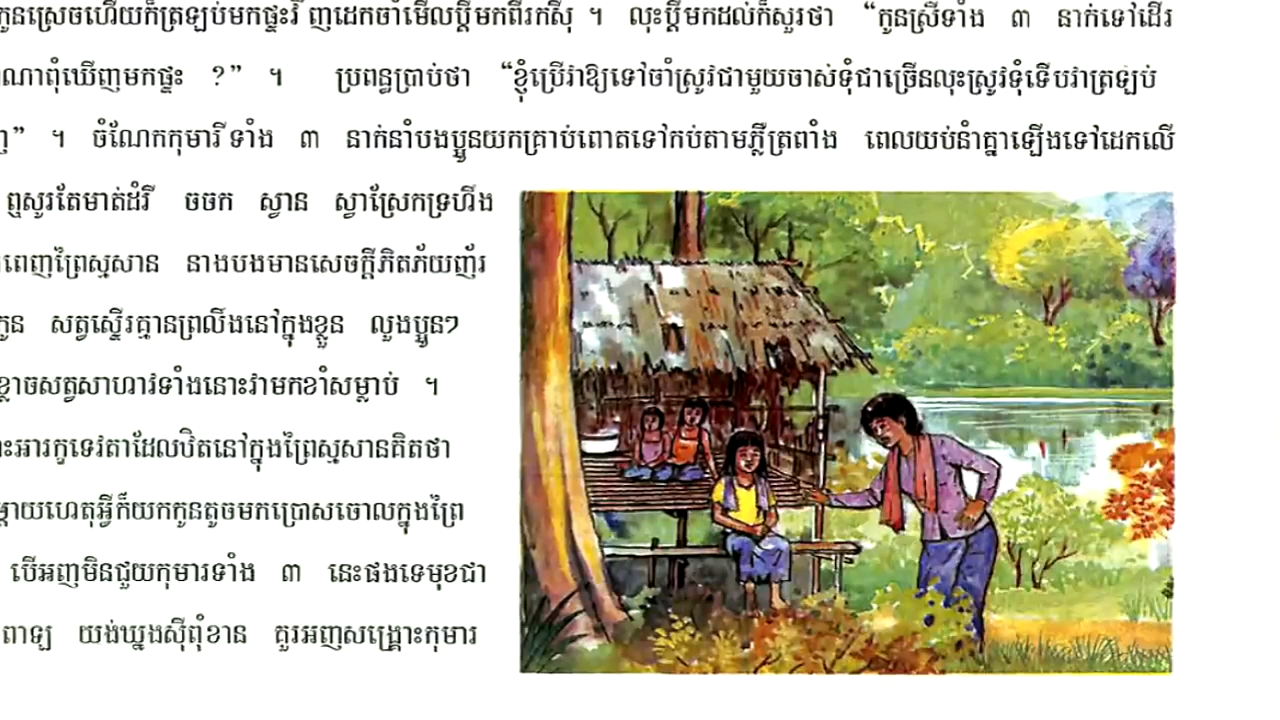 កូនស្រេចហើយក៏ត្រឡប់មកផ្ទះវិញដេកចាំមើលប្ដីមកពីរកស៊ី ។ លុះប្ដីមកដល់ក៏សួរថា “កូនស្រីទាំង ៣ នាក់ទៅដើរ
ណាពុំឃើញមកផ្ទះ ?” ។ ប្រពន្ធប្រាប់ថា “ខ្ញុំប្រើវាឱ្យទៅចាំស្រូវជាមួយចាស់ទុំជាច្រើនលុះស្រូវទុំទើបវាត្រឡប់
” ។ ចំណែកកុមារីទាំង ៣ នាក់នាំបងប្អូនយកគ្រាប់ពោតទៅកប់តាមភ្លឺត្រពាំង ពេលយប់នាំគ្នាឡើងទៅដេកលើ
ឮសូរតែមាត់ដំរី ចចក ស្វាន ស្វាស្រែកទ្រហឹង
ពេញព្រៃស្មសាន នាងបងមានសេចក្ដីភិតភ័យញ័រ
កូន សត្វស្ទើរគ្មានព្រលឹងនៅក្នុងខ្លួន លួងប្អូនៗ
ខ្លាចសត្វសាហាវទាំងនោះវាមកខាំសម្លាប់ ។
អារក្ខទេវតាដែលឋិតនៅក្នុងព្រៃស្មសានគិតថា
ម្ដាយហេតុអ្វីក៏យកកូនតូចមកប្រោសចោលក្នុងព្រៃ
បើអញមិនជួយកុមារទាំង ៣ នេះផងទេមុខជា
ពាឡ យង់ឃ្នងស៊ីពុំខាន គួរអញសង្គ្រោះកុមារ